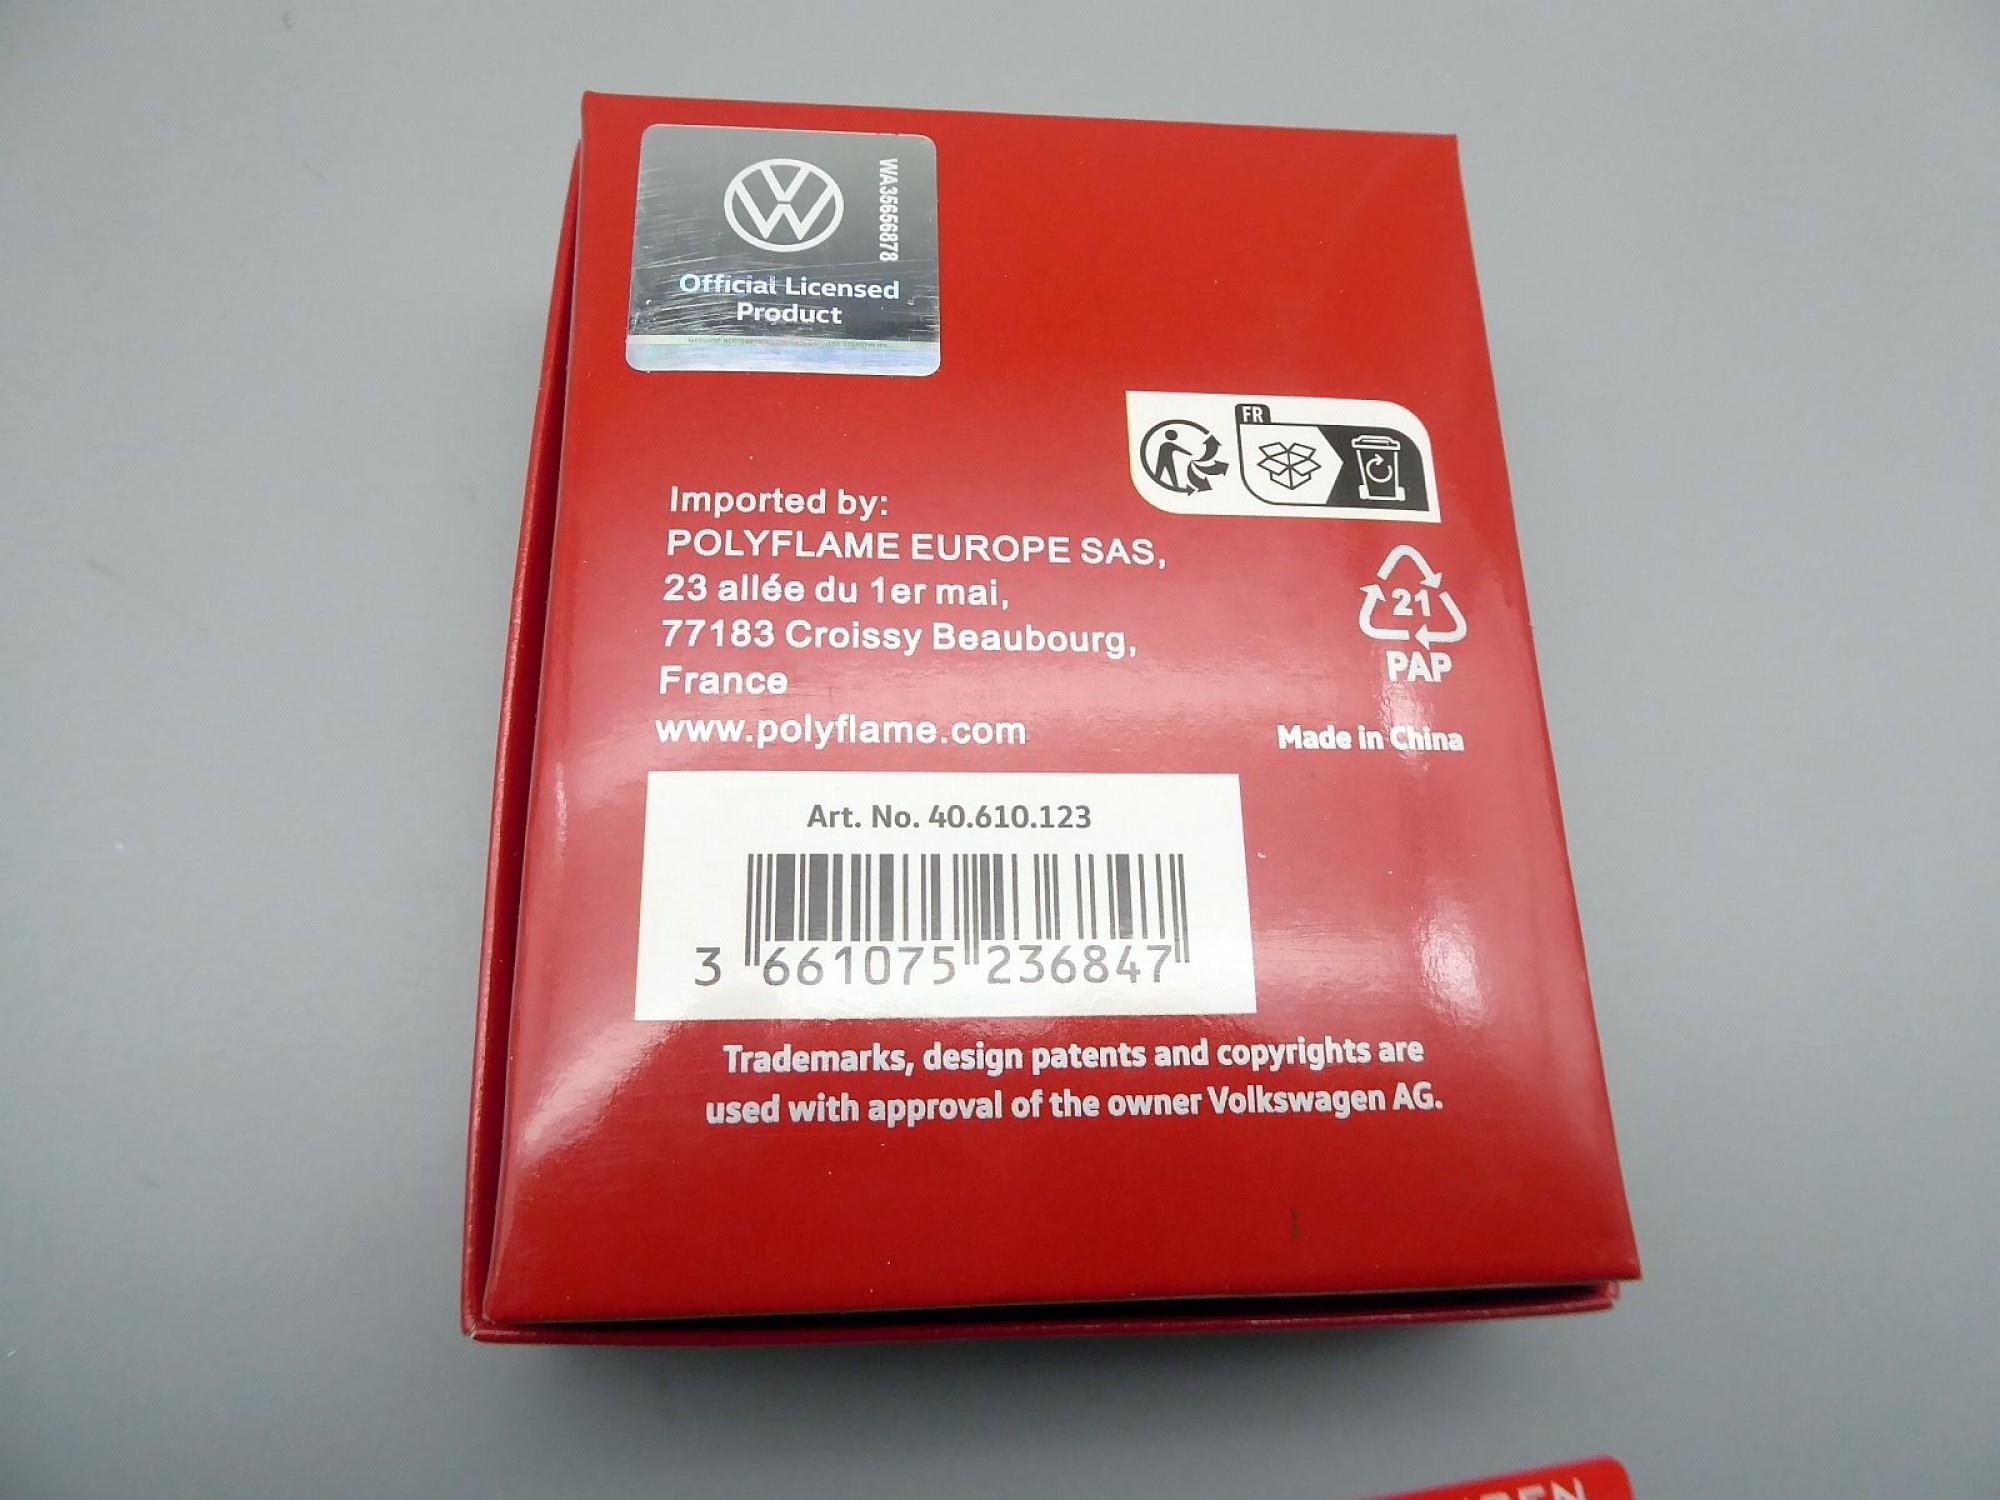 WA35656878
Official Licensed
Product
FR
Imported by:
POLYFLAME EUROPE SAS,
23 allée du 1er mai,
77183 Croissy Beaubourg,
France
www.polyflame.com
21
PAP
Made in China
Art. No. 40.610.123
3 661075 236847
Trademarks, design patents and copyrights are
used with approval of the owner Volkswagen AG.